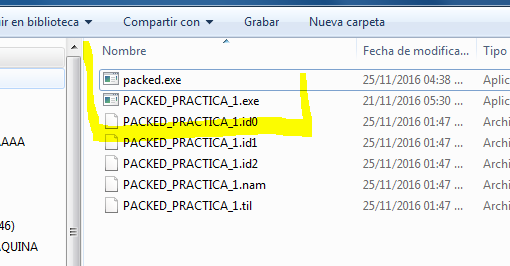 ir en biblioteca Compartir con Grabar Nueva carpeta
Nombre Fecha de modifica... Tipo
packed.exe 25/11/2016 04:38 ... Aplic
PACKED_PRACTICA_1.exe 21/11/2016 05:30 ... Aplic
PACKED_PRACTICA_1.id0 25/11/2016 01:47 ... Archi
PACKED_PRACTICA_1.id1 25/11/2016 01:47 ... Archi
AAAA
PACKED_PRACTICA_1.id2 25/11/2016 01:47 ... Archi
PACKED_PRACTICA_1.nam 25/11/2016 01:47 ... Archi
PACKED_PRACTICA_1.til 25/11/2016 01:47 ... Archi
46)
AQUINA